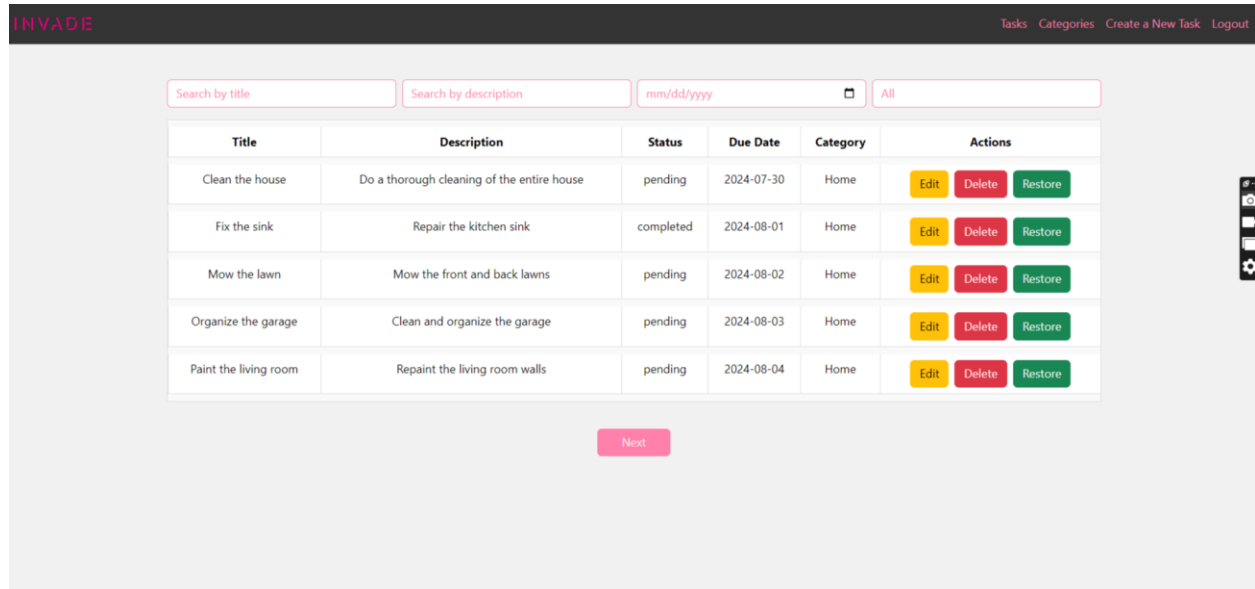 INVADE
Tasks Categories Create a New Task Logout
Search by title Search by description mm/dd/yyyy All
Title Description Status Due Date Category Actions
Clean the house Do a thorough cleaning of the entire house pending 2024-07-30 Home Edit Delete Restore
Fix the sink Repair the kitchen sink completed 2024-08-01 Home Edit Delete Restore
Mow the lawn Mow the front and back lawns pending 2024-08-02 Home Edit Delete Restore
Organize the garage Clean and organize the garage pending 2024-08-03 Home Edit Delete Restore
Paint the living room Repaint the living room walls pending 2024-08-04 Home Edit Delete Restore
Next